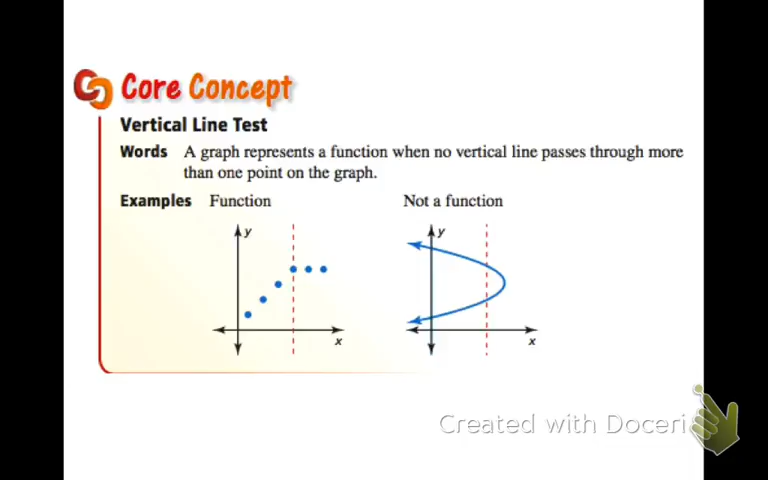 Core Concept
Vertical Line Test
Words A graph represents a function when no vertical line passes through more
than one point on the graph.
Examples Function Not a function
y y
x x
Created with Doceri